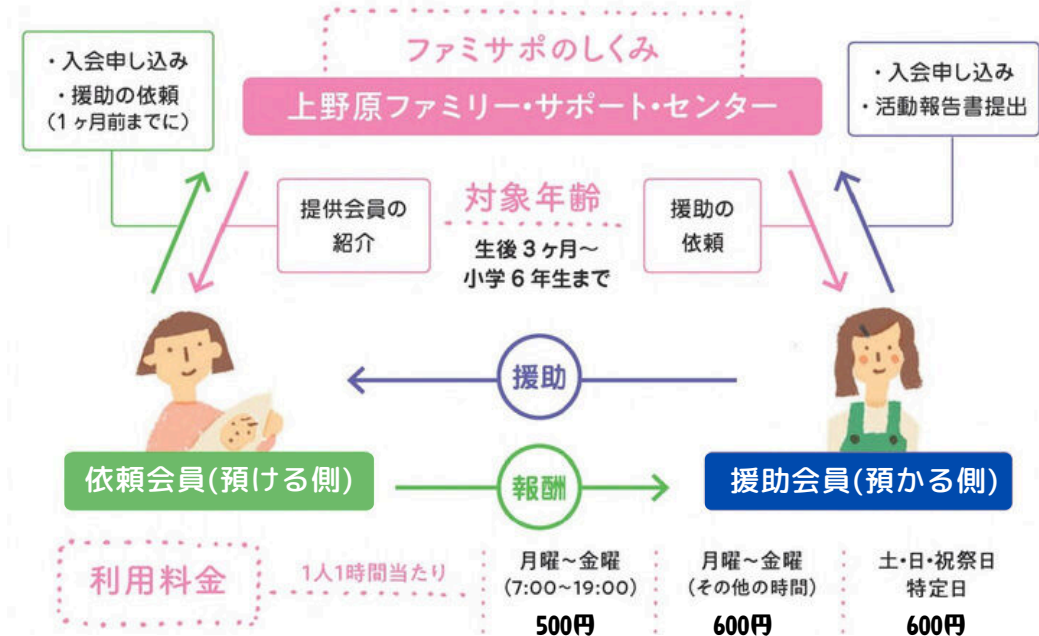 ファミサポのしくみ
上野原ファミリー・サポート・センター
・入会申し込み
・援助の依頼
(1ヶ月前までに)
・入会申し込み
・活動報告書提出
提供会員の
紹介
対象年齢
生後3ヶ月〜
小学6年生まで
援助の
依頼
援助
依頼会員(預ける側)
報酬
援助会員(預かる側)
利用料金
1人1時間当たり
月曜〜金曜
(7:00~19:00)
500円
月曜〜金曜
(その他の時間)
600円
土・日・祝祭日
特定日
600円